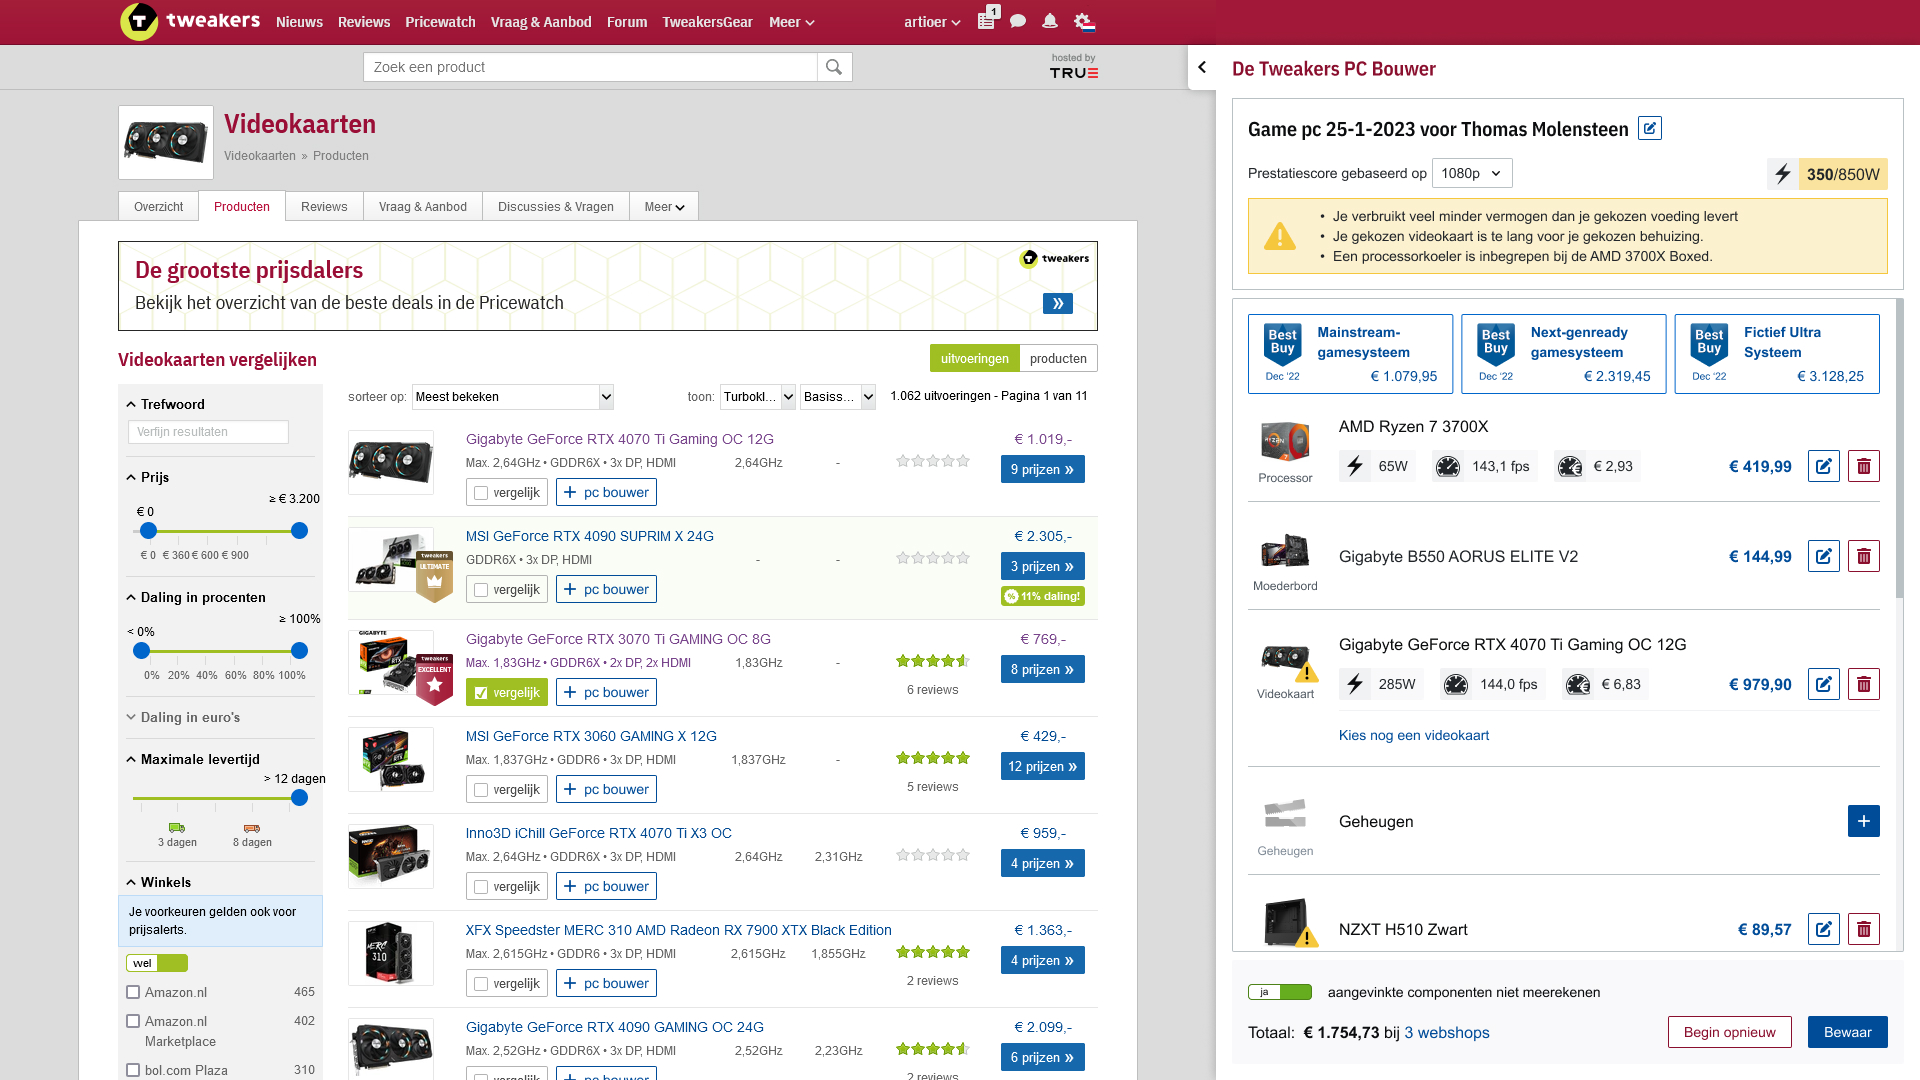 tweakers
Nieuws
Reviews
Pricewatch
Vraag & Aanbod
Forum
TweakersGear
Meer
artioer
1
Zoek een product
hosted by
TRUE
Videokaarten
Videokaarten » Producten
Overzicht
Producten
Reviews
Vraag & Aanbod
Discussies & Vragen
Meer
De grootste prijsdalers
Bekijk het overzicht van de beste deals in de Pricewatch
tweakers
»
Videokaarten vergelijken
uitvoeringen
producten
Trefwoord
Verfijn resultaten
Prijs
≥ € 3.200
€ 0
€ 0 € 360 € 600 € 900
Daling in procenten
≥ 100%
< 0%
0% 20% 40% 60% 80% 100%
Daling in euro's
Maximale levertijd
> 12 dagen
3 dagen
8 dagen
Winkels
Je voorkeuren gelden ook voor
prijsalerts.
wel
Amazon.nl 465
Amazon.nl 402
Marketplace
bol.com Plaza 310
sorteer op: Meest bekeken
toon: Turbokl... Basiss...
1.062 uitvoeringen - Pagina 1 van 11
Gigabyte GeForce RTX 4070 Ti Gaming OC 12G
€ 1.019,-
Max. 2,64GHz • GDDR6X • 3x DP, HDMI
2,64GHz
-
9 prijzen »
vergelijk
+ pc bouwer
MSI GeForce RTX 4090 SUPRIM X 24G
€ 2.305,-
GDDR6X • 3x DP, HDMI
-
-
3 prijzen »
tweakers
ULTIMATE
vergelijk
+ pc bouwer
% 11% daling!
GIGABYTE
Gigabyte GeForce RTX 3070 Ti GAMING OC 8G
€ 769,-
Max. 1,83GHz • GDDR6X • 2x DP, 2x HDMI
1,83GHz
-
8 prijzen »
tweakers
EXCELLENT
vergelijk
+ pc bouwer
6 reviews
MSI GeForce RTX 3060 GAMING X 12G
€ 429,-
Max. 1,837GHz • GDDR6 • 3x DP, HDMI
1,837GHz
-
12 prijzen »
vergelijk
+ pc bouwer
5 reviews
Inno3D iChill GeForce RTX 4070 Ti X3 OC
€ 959,-
Max. 2,64GHz • GDDR6X • 3x DP, HDMI
2,64GHz
2,31GHz
4 prijzen »
vergelijk
+ pc bouwer
MERC
310
XFX Speedster MERC 310 AMD Radeon RX 7900 XTX Black Edition
€ 1.363,-
Max. 2,615GHz • GDDR6 • 3x DP, HDMI
2,615GHz
1,855GHz
4 prijzen »
vergelijk
+ pc bouwer
2 reviews
Gigabyte GeForce RTX 4090 GAMING OC 24G
€ 2.099,-
Max. 2,52GHz • GDDR6X • 3x DP, HDMI
2,52GHz
2,23GHz
6 prijzen »
vergelijk
+ pc bouwer
2 reviews
De Tweakers PC Bouwer
Game pc 25-1-2023 voor Thomas Molensteen
Prestatiescore gebaseerd op 1080p
350/850W
• Je verbruikt veel minder vermogen dan je gekozen voeding levert
• Je gekozen videokaart is te lang voor je gekozen behuizing.
• Een processorkoeler is inbegrepen bij de AMD 3700X Boxed.
Best
Buy
Dec '22
Mainstream-
gamesysteem
€ 1.079,95
Best
Buy
Dec '22
Next-genready
gamesysteem
€ 2.319,45
Best
Buy
Dec '22
Fictief Ultra
Systeem
€ 3.128,25
RYZEN
Processor
AMD Ryzen 7 3700X
65W
143,1 fps
€ 2,93
€ 419,99
Moederbord
Gigabyte B550 AORUS ELITE V2
€ 144,99
Videokaart
Gigabyte GeForce RTX 4070 Ti Gaming OC 12G
285W
144,0 fps
€ 6,83
€ 979,90
Kies nog een videokaart
Geheugen
Geheugen
+
NZXT H510 Zwart
€ 89,57
ja
aangevinkte componenten niet meerekenen
Totaal: € 1.754,73 bij 3 webshops
Begin opnieuw
Bewaar